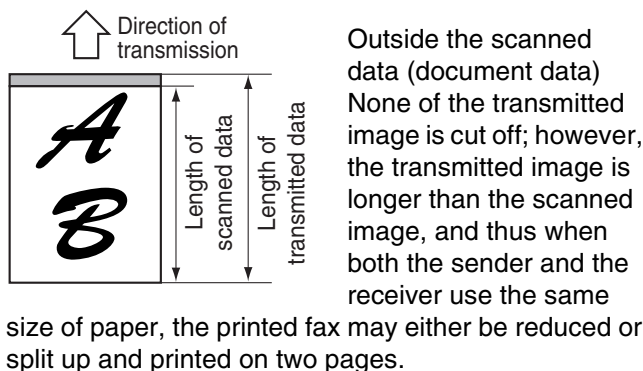 Direction of
transmission
A
B
Length of
scanned data
Length of
transmitted data
Outside the scanned
data (document data)
None of the transmitted
image is cut off; however,
the transmitted image is
longer than the scanned
image, and thus when
both the sender and the
receiver use the same
size of paper, the printed fax may either be reduced or
split up and printed on two pages.